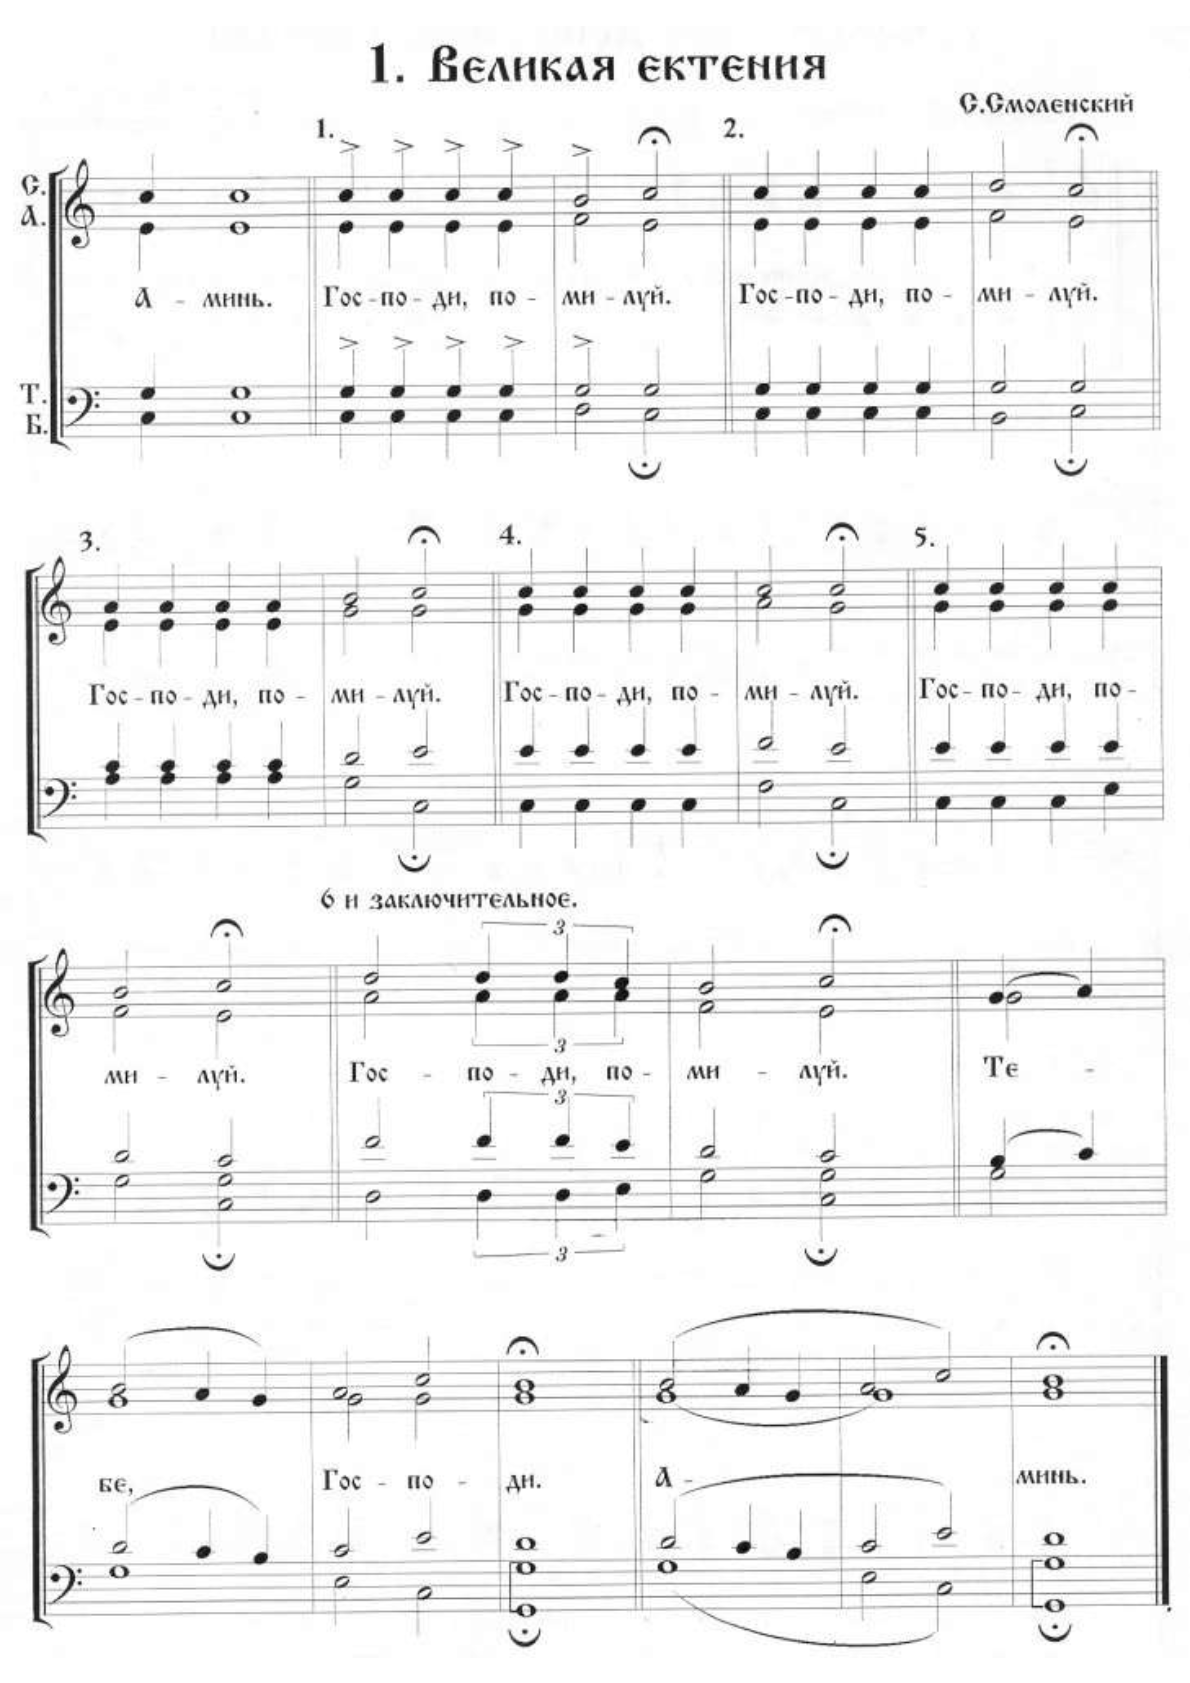 1. Великая ектения
С.Смоленский
1. 2.
С.
А.
А - минь. Гос - по - ди, по - ми - луй. Гос - по - ди, по - ми - луй.
Т.
Б.
3. 4. 5.
Гос - по - ди, по - ми - луй. Гос - по - ди, по - ми - луй. Гос - по - ди, по -
6 и заключительное.
3
3
ми - луй. Гос - по - ди, по - ми - луй. Те -
3
3
бе, Гос - по - ди. А - минь.